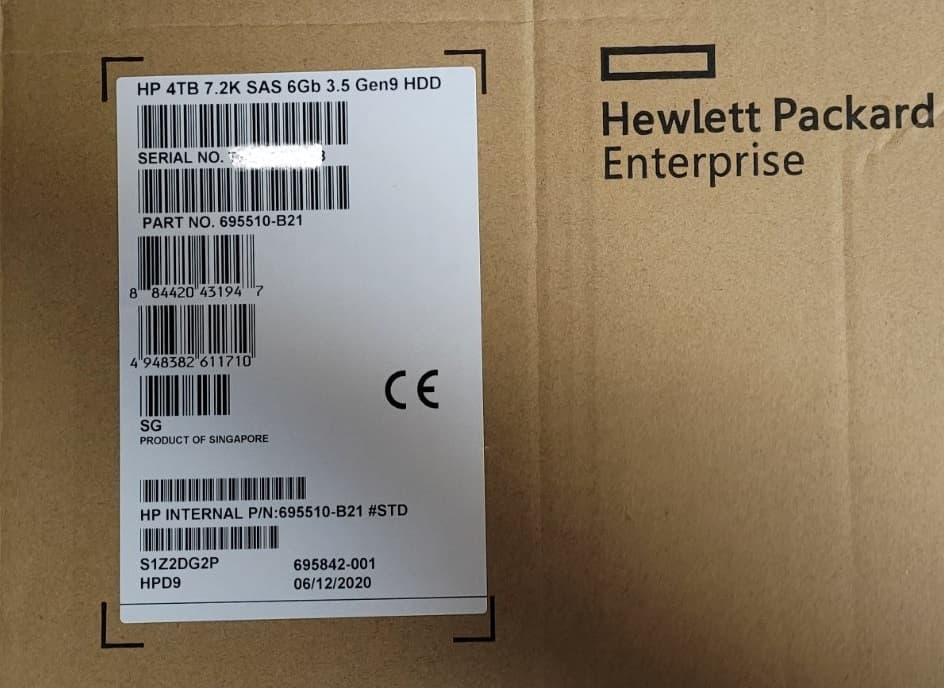 HP 4TB 7.2K SAS 6Gb 3.5 Gen9 HDD
SERIAL NO.
PART NO. 695510-B21
8 84420 43194 7
4 948382 611710
CE
SG
PRODUCT OF SINGAPORE
HP INTERNAL P/N:695510-B21 #STD
S1Z2DG2P 695842-001
HPD9 06/12/2020
Hewlett Packard
Enterprise